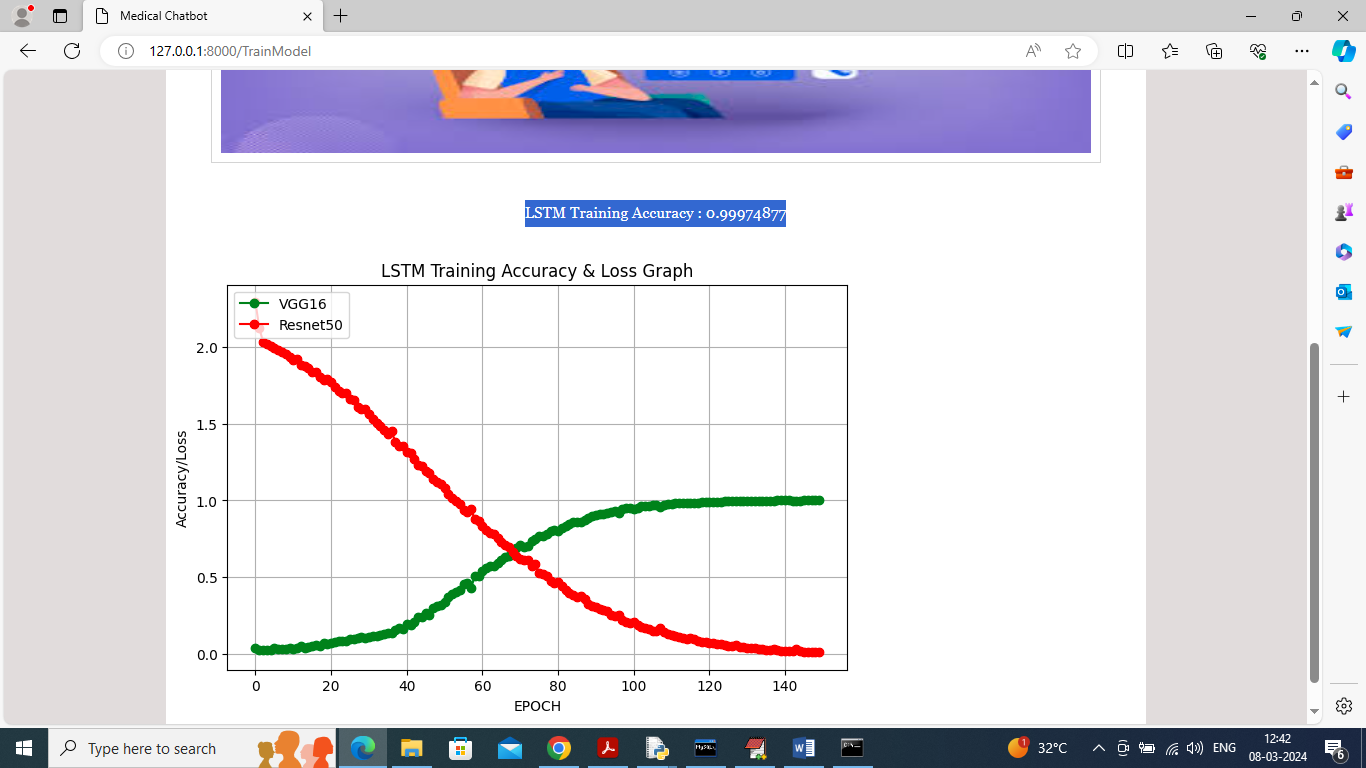 Medical Chatbot
127.0.0.1:8000/TrainModel
LSTM Training Accuracy : 0.99974877
LSTM Training Accuracy & Loss Graph
VGG16
Resnet50
2.0
1.5
1.0
0.5
0.0
Accuracy/Loss
0 20 40 60 80 100 120 140
EPOCH
Type here to search
1
32°C
ENG
12:42
08-03-2024
6